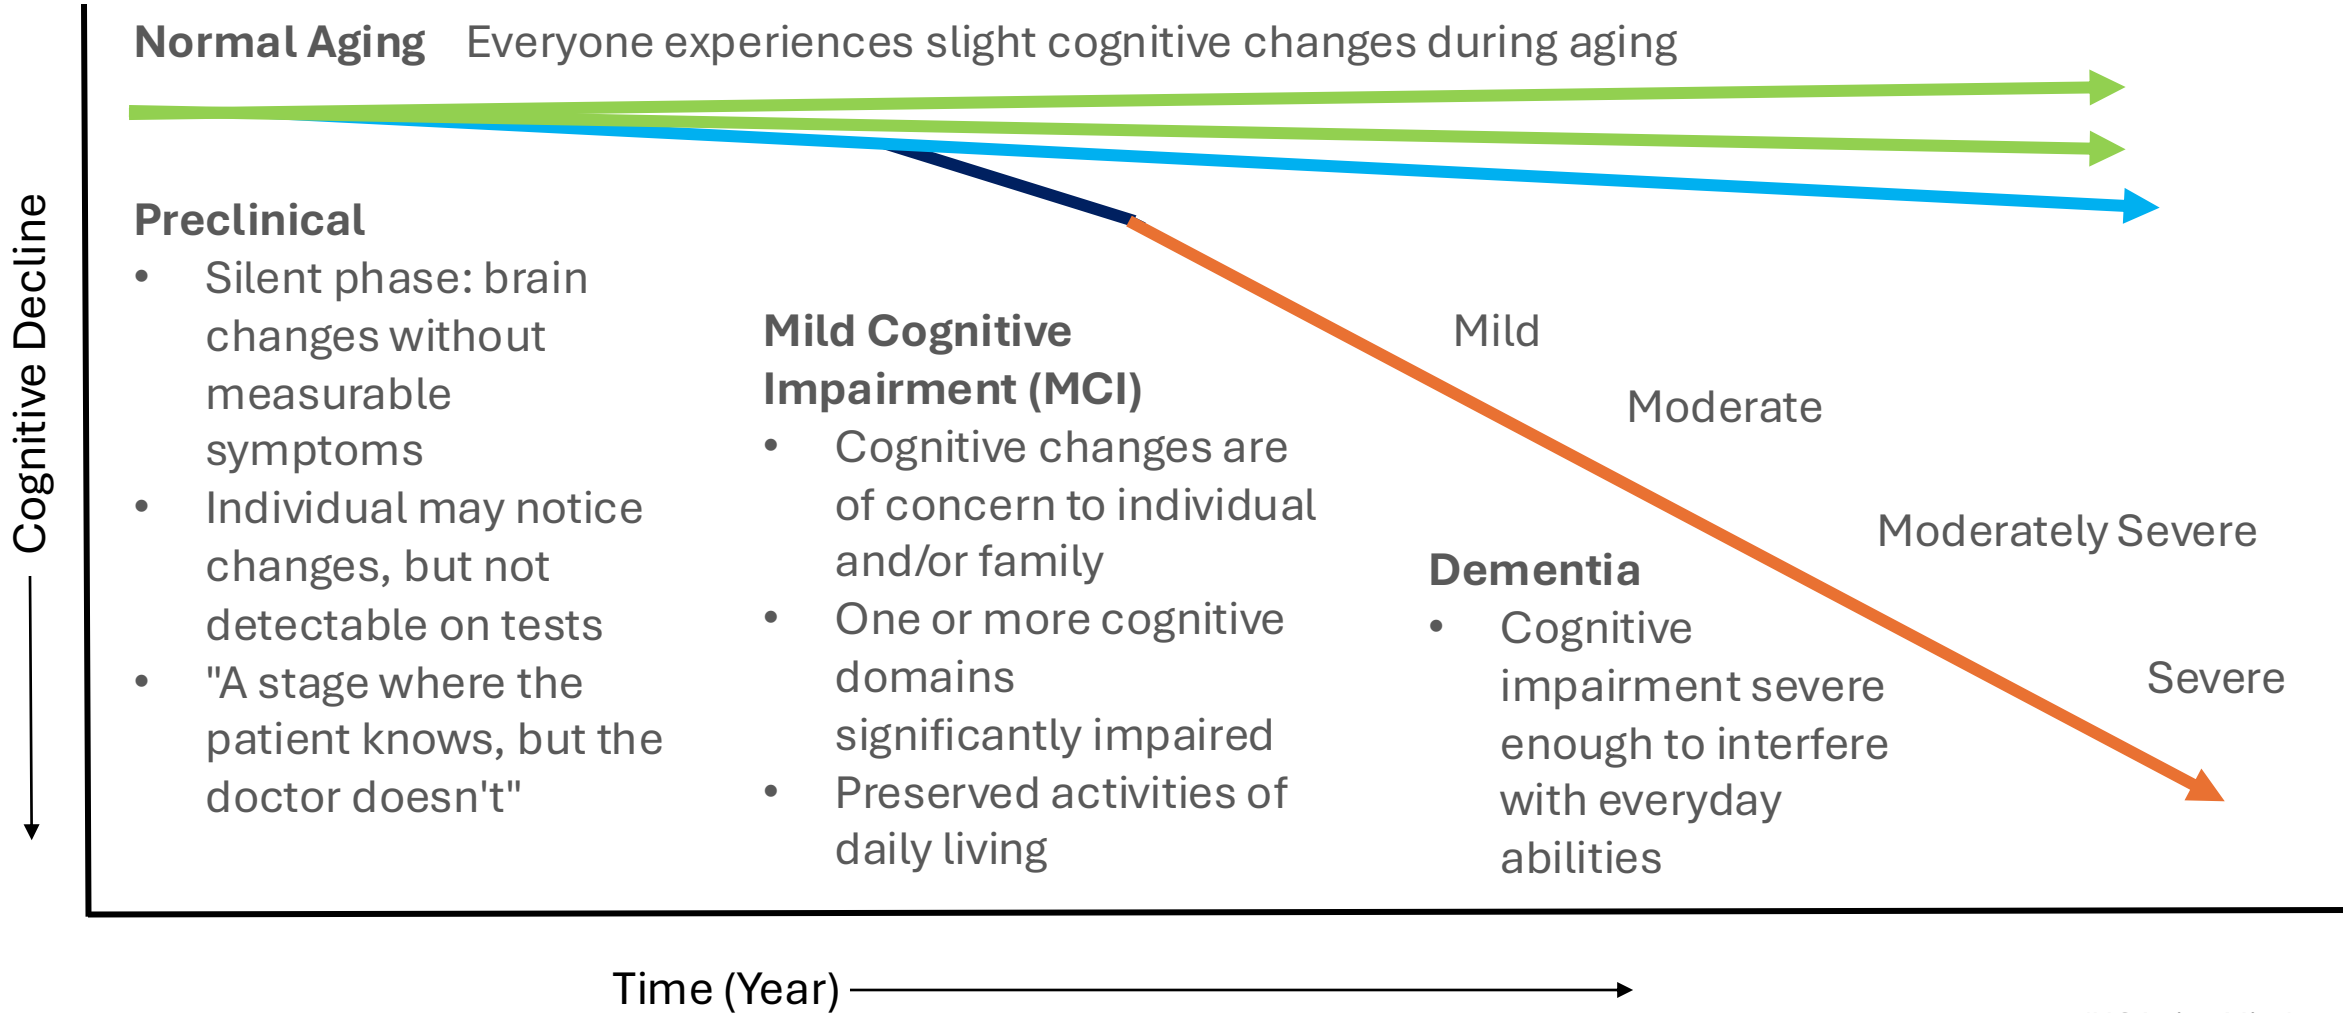 Normal Aging Everyone experiences slight cognitive changes during aging
Cognitive Decline
Preclinical
• Silent phase: brain
changes without
measurable
symptoms
• Individual may notice
changes, but not
detectable on tests
• "A stage where the
patient knows, but the
doctor doesn't"
Mild Cognitive
Impairment (MCI)
• Cognitive changes are
of concern to individual
and/or family
• One or more cognitive
domains
significantly impaired
• Preserved activities of
daily living
Mild
Moderate
Moderately Severe
Severe
Dementia
• Cognitive
impairment severe
enough to interfere
with everyday
abilities
Time (Year)